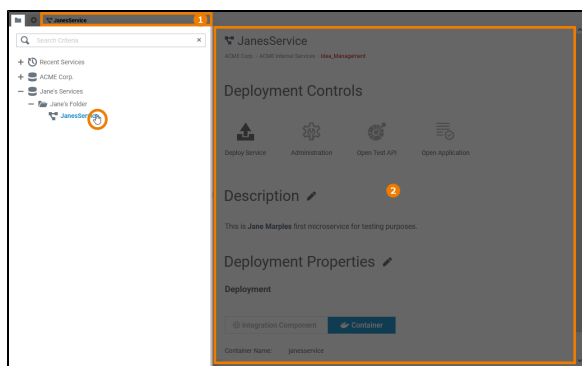 JanesService
1
Search Criteria
×
Recent Services
ACME Corp.
Jane's Services
Jane's Folder
JanesService
JanesService
ACME Corp. › ACME Internal Services › Idea_Management
Deployment Controls
Deploy Service
Administration
Open Test API
Open Application
Description
2
This is Jane Marples first microservice for testing purposes.
Deployment Properties
Deployment
Integration Component
Container
Container Name: janesservice